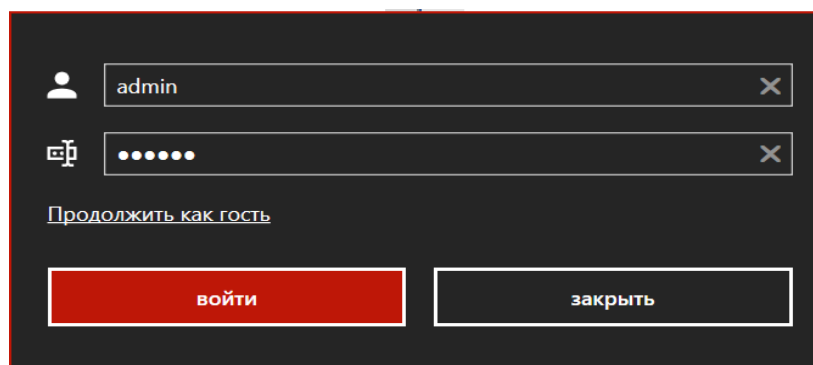 admin
••••••
Продолжить как гость
войти
закрыть